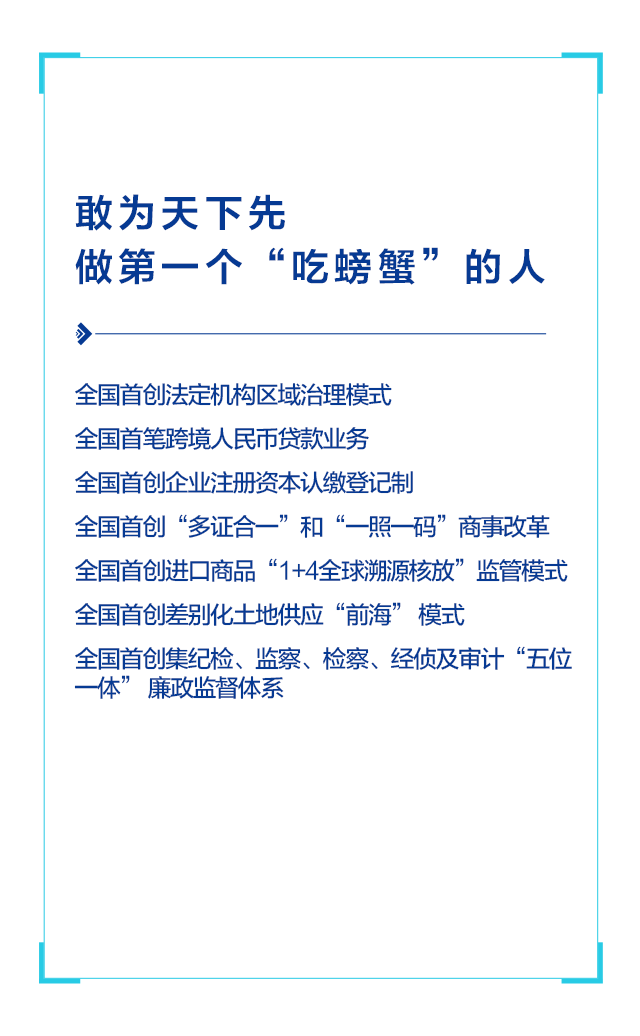 敢为天下先
做第一个“吃螃蟹”的人
全国首创法定机构区域治理模式
全国首笔跨境人民币贷款业务
全国首创企业注册资本认缴登记制
全国首创“多证合一”和“一照一码”商事改革
全国首创进口商品“1+4全球溯源核放”监管模式
全国首创差别化土地供应“前海” 模式
全国首创集纪检、监察、检察、经侦及审计“五位
一体” 廉政监督体系